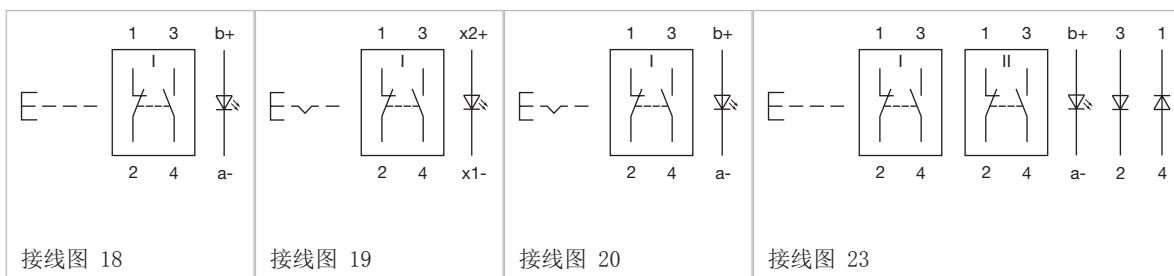 1 3 b+
I
2 4 a-
接线图 18
1 3 x2+
I
2 4 x1-
接线图 19
1 3 b+
I
2 4 a-
接线图 20
1 3 1 3 b+ 3 1
I II
2 4 2 4 a- 2 4
接线图 23